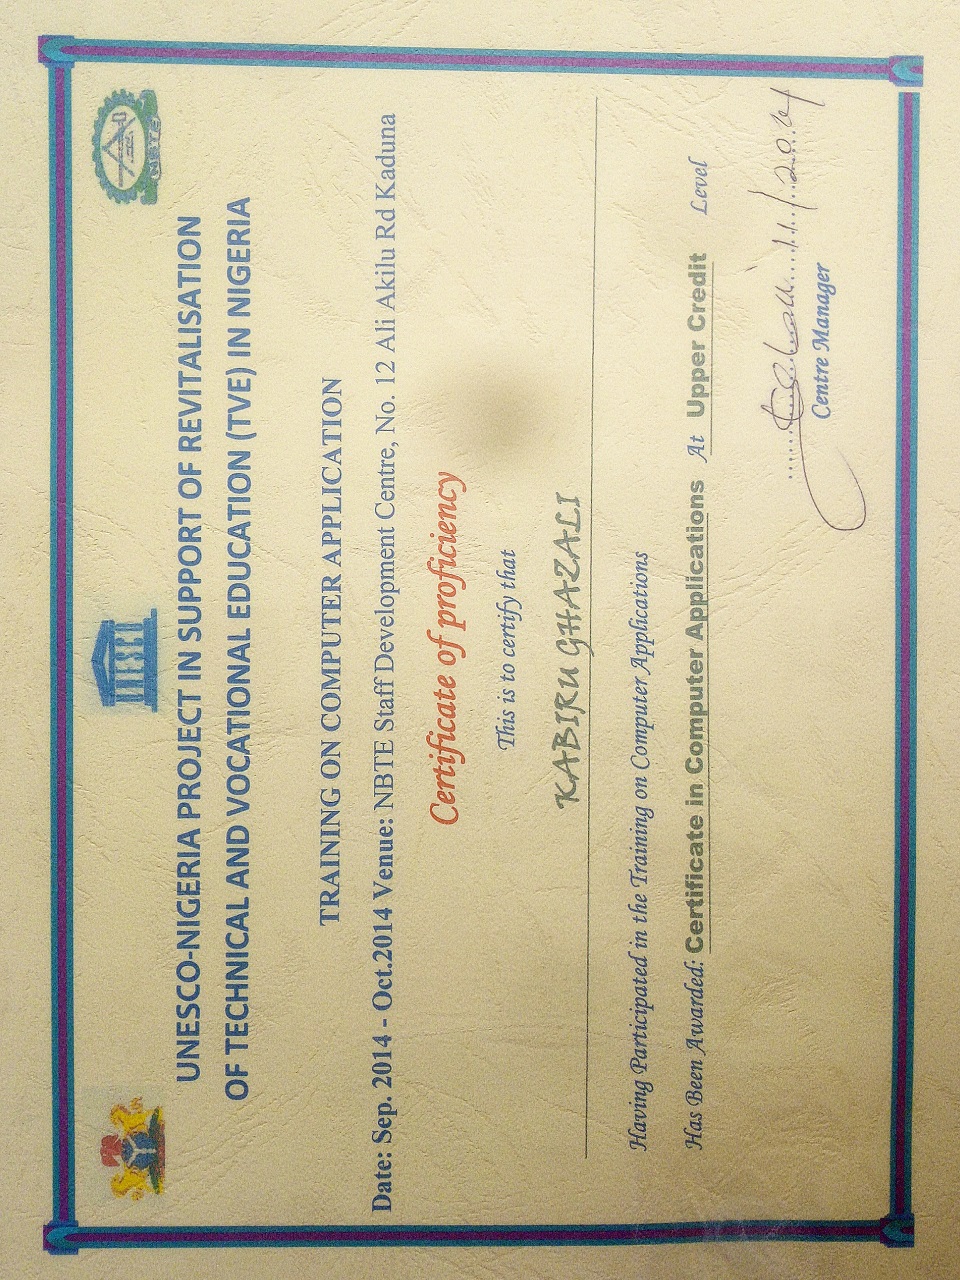 UNESCO
NBTE
UNESCO-NIGERIA PROJECT IN SUPPORT OF REVITALISATION
OF TECHNICAL AND VOCATIONAL EDUCATION (TVE) IN NIGERIA
TRAINING ON COMPUTER APPLICATION
Date: Sep. 2014 - Oct.2014 Venue: NBTE Staff Development Centre, No. 12 Ali Akilu Rd Kaduna
Certificate of proficiency
This is to certify that
KABIRU GHAZALI
Having Participated in the Training on Computer Applications
Has Been Awarded: Certificate in Computer Applications At Upper Credit Level
Centre Manager